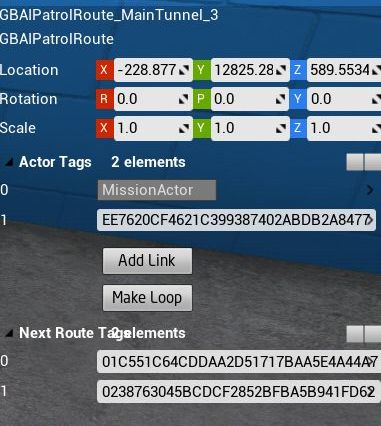 GBAIPatrolRoute_MainTunnel_3
GBAIPatrolRoute
Location X -228.877 Y 12825.28 Z 589.5534
Rotation R 0.0 P 0.0 Y 0.0
Scale X 1.0 Y 1.0 Z 1.0
Actor Tags 2 elements
0 MissionActor
1 EE7620CF4621C399387402ABDB2A8477
Add Link
Make Loop
Next Route Tags 2 elements
0 01C551C64CDDAA2D51717BAA5E4A44A7
1 0238763045BCDCF2852BFBA5B941FD62